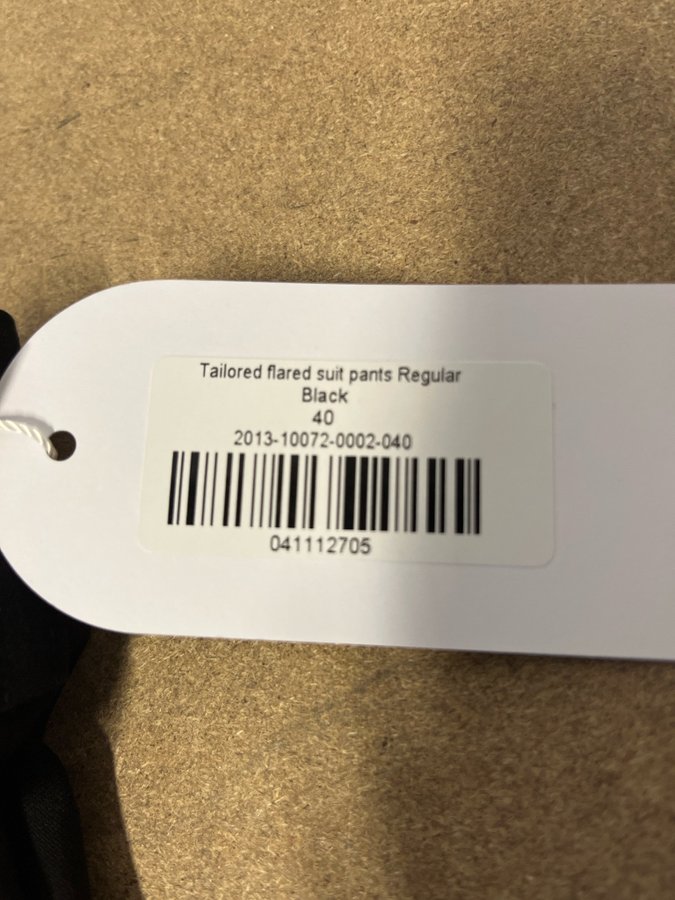 Tailored flared suit pants Regular
Black
40
2013-10072-0002-040
041112705